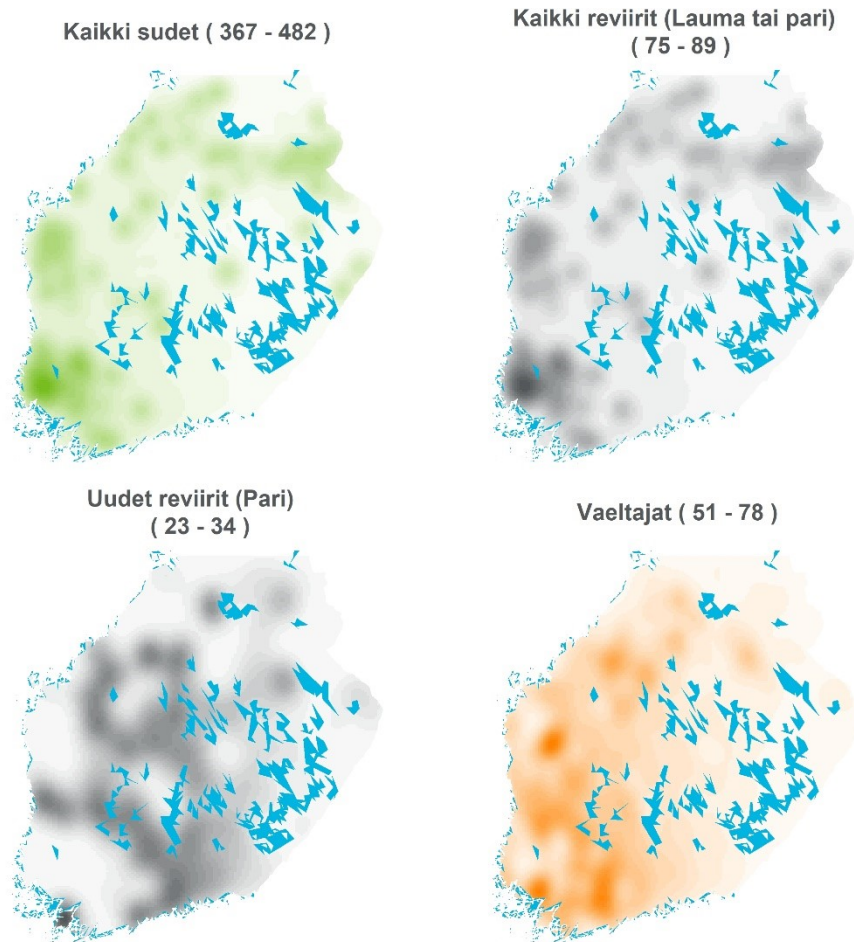 Kaikki sudet ( 367 - 482 )
Kaikki reviirit (Lauma tai pari)
( 75 - 89 )
Uudet reviirit (Pari)
( 23 - 34 )
Vaeltajat ( 51 - 78 )